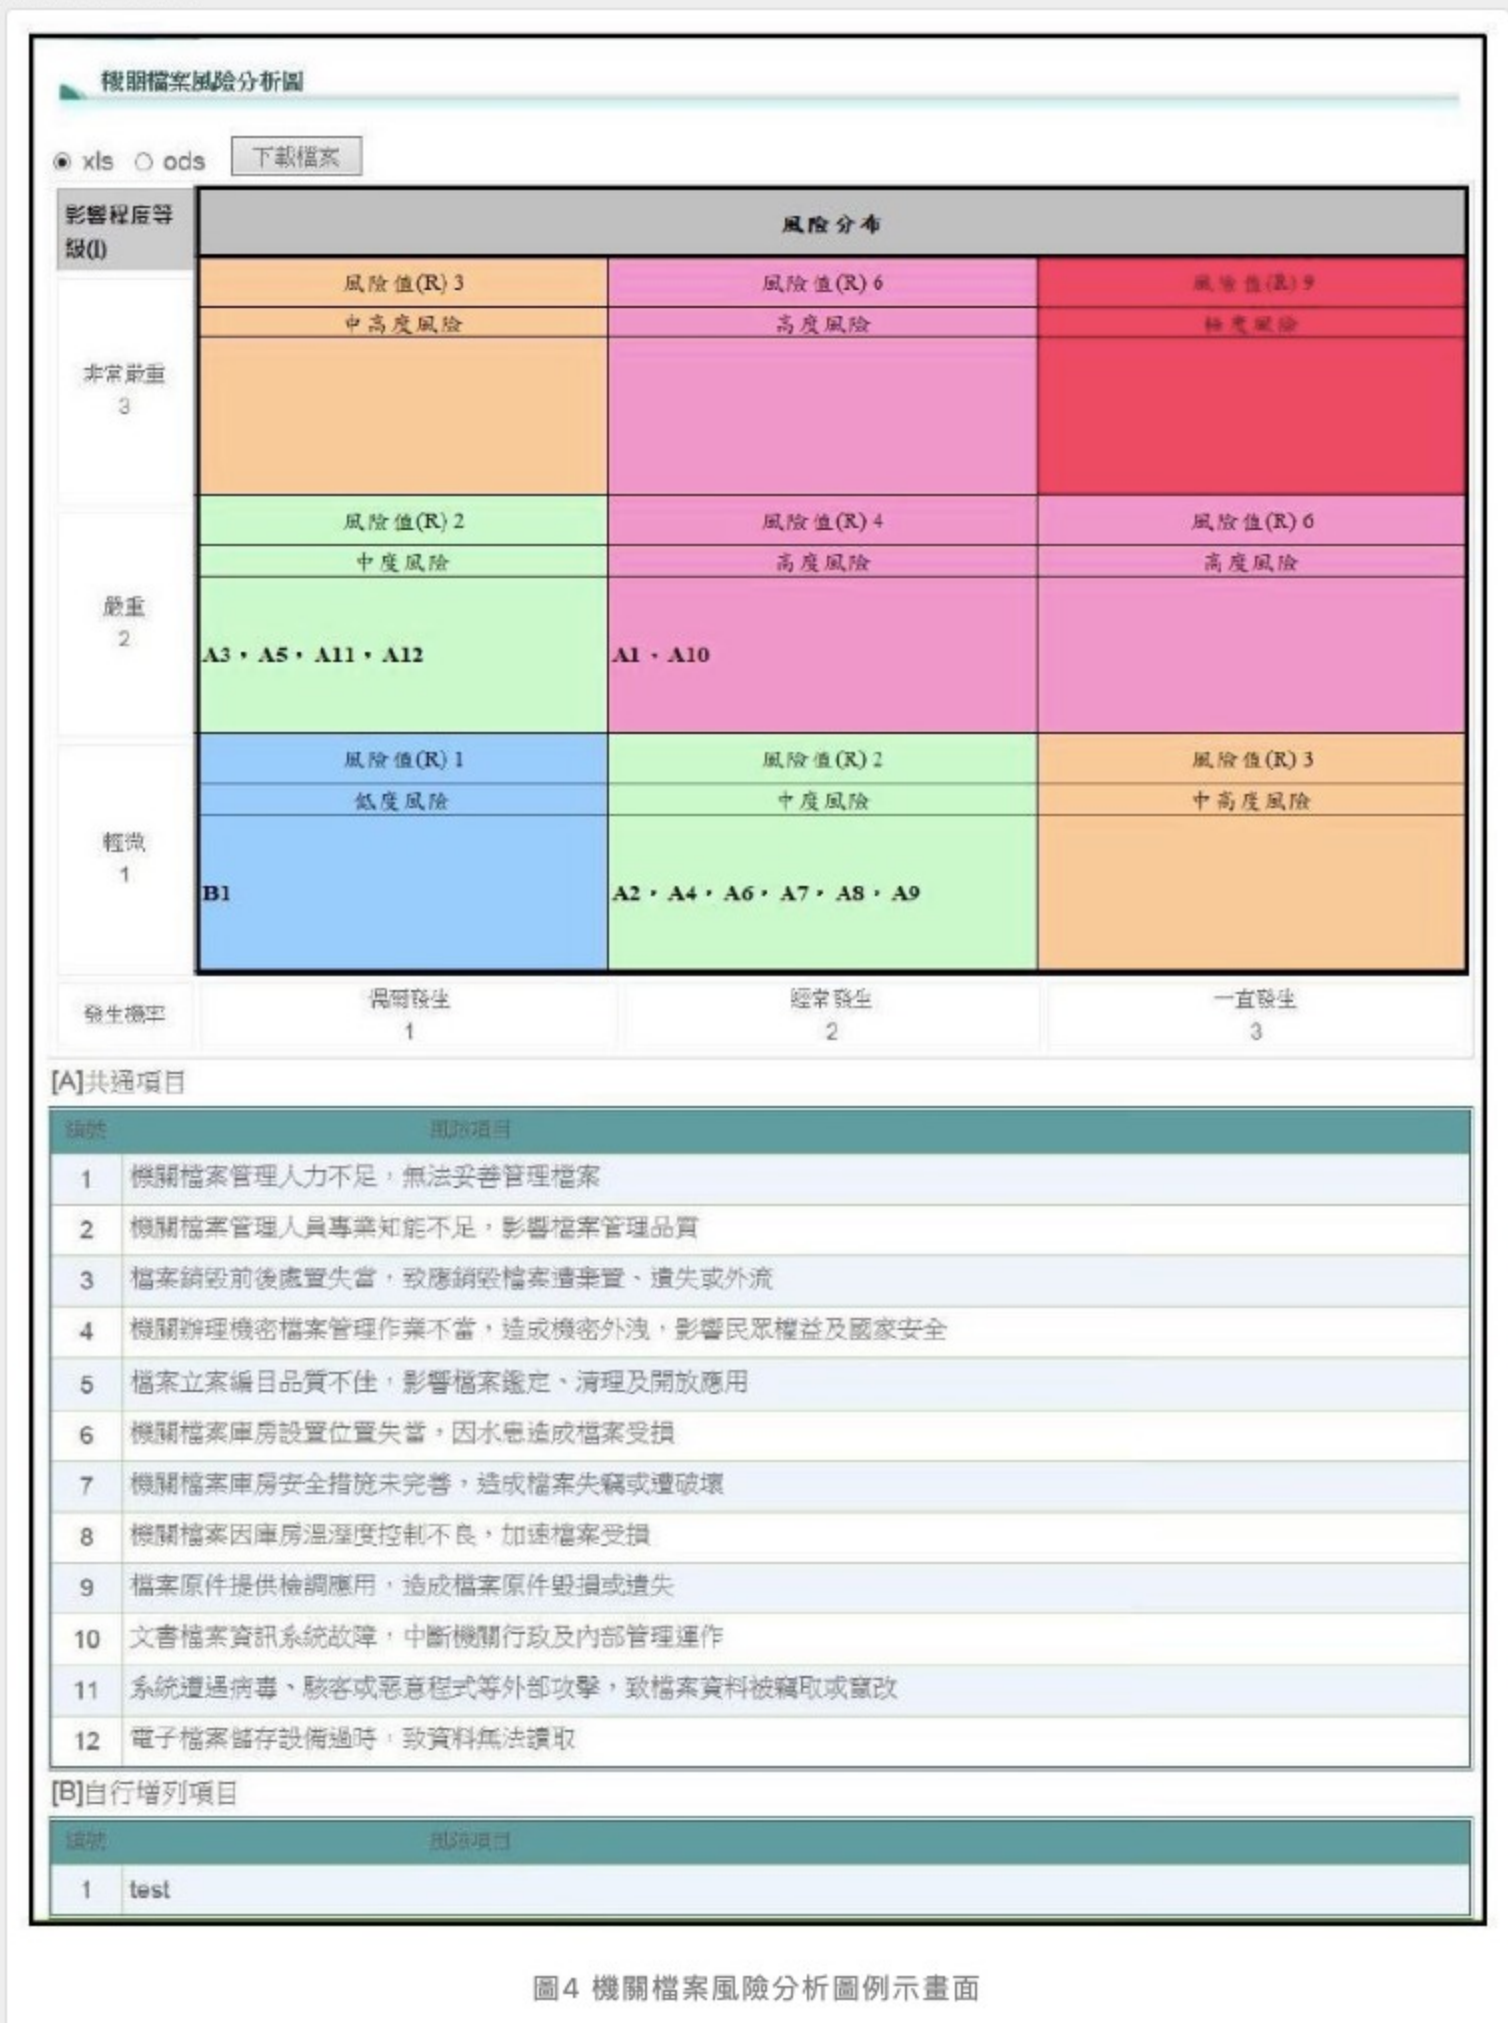 機關檔案風險分析圖
xls ods 下載檔案
影響程度等級(I)
風險分布
非常嚴重
3
風險值(R) 3
中高度風險
風險值(R) 6
高度風險
風險值(R) 9
極度風險
嚴重
2
風險值(R) 2
中度風險
A3，A5，A11，A12
風險值(R) 4
高度風險
A1，A10
風險值(R) 6
高度風險
輕微
1
風險值(R) 1
低度風險
B1
風險值(R) 2
中度風險
A2，A4，A6，A7，A8，A9
風險值(R) 3
中高度風險
發生機率
偶爾發生
1
經常發生
2
一直發生
3
[A]共通項目
編號 風險項目
1 機關檔案管理人力不足，無法妥善管理檔案
2 機關檔案管理人員專業知能不足，影響檔案管理品質
3 檔案銷毀前後處置失當，致應銷毀檔案遭棄置、遺失或外流
4 機關辦理機密檔案管理作業不當，造成機密外洩，影響民眾權益及國家安全
5 檔案立案編目品質不佳，影響檔案鑑定、清理及開放應用
6 機關檔案庫房設置位置失當，因水患造成檔案受損
7 機關檔案庫房安全措施未完善，造成檔案失竊或遭破壞
8 機關檔案因庫房溫溼度控制不良，加速檔案受損
9 檔案原件提供檢調應用，造成檔案原件毀損或遺失
10 文書檔案資訊系統故障，中斷機關行政及內部管理運作
11 系統遭遇病毒、駭客或惡意程式等外部攻擊，致檔案資料被竊取或竄改
12 電子檔案儲存設備過時，致資料無法讀取
[B]自行增列項目
編號 風險項目
1 test
圖4 機關檔案風險分析圖例示畫面